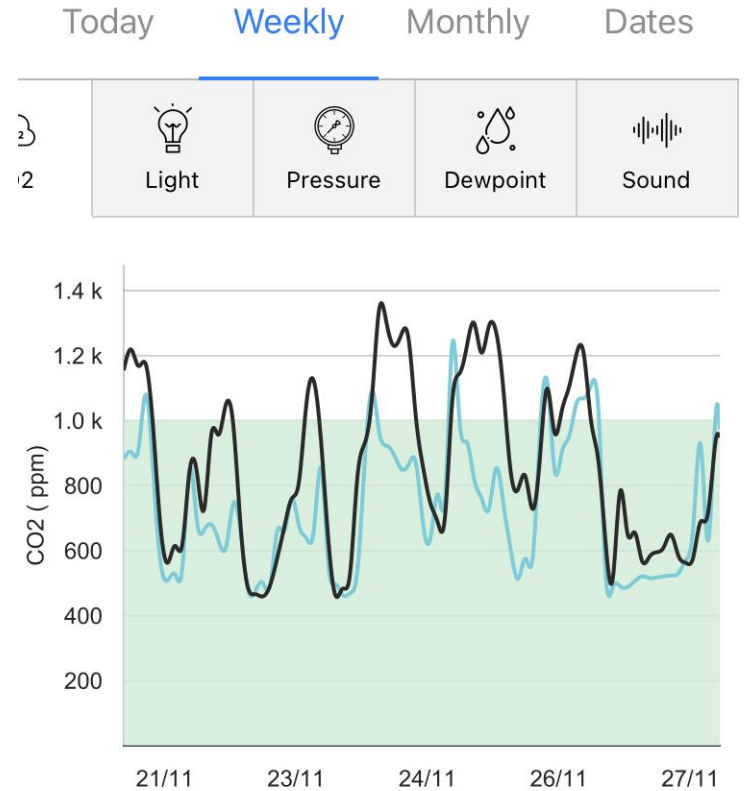 Today Weekly Monthly Dates
2
Light Pressure Dewpoint Sound
1.4 k
1.2 k
1.0 k
800
600
400
200
CO2 ( ppm)
21/11 23/11 24/11 26/11 27/11